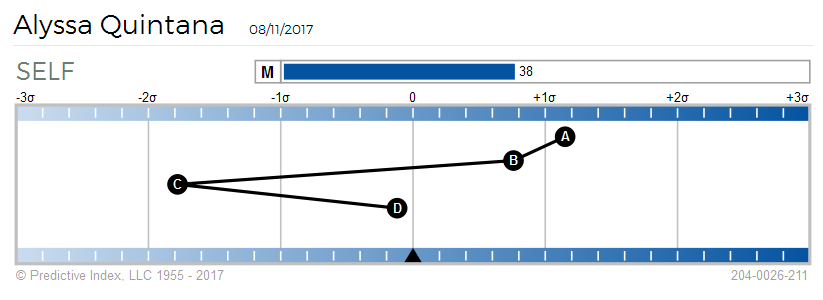 Alyssa Quintana 08/11/2017
SELF M 38
-3σ -2σ -1σ 0 +1σ +2σ +3σ
A
B
C
D
© Predictive Index, LLC 1955 - 2017 204-0026-211